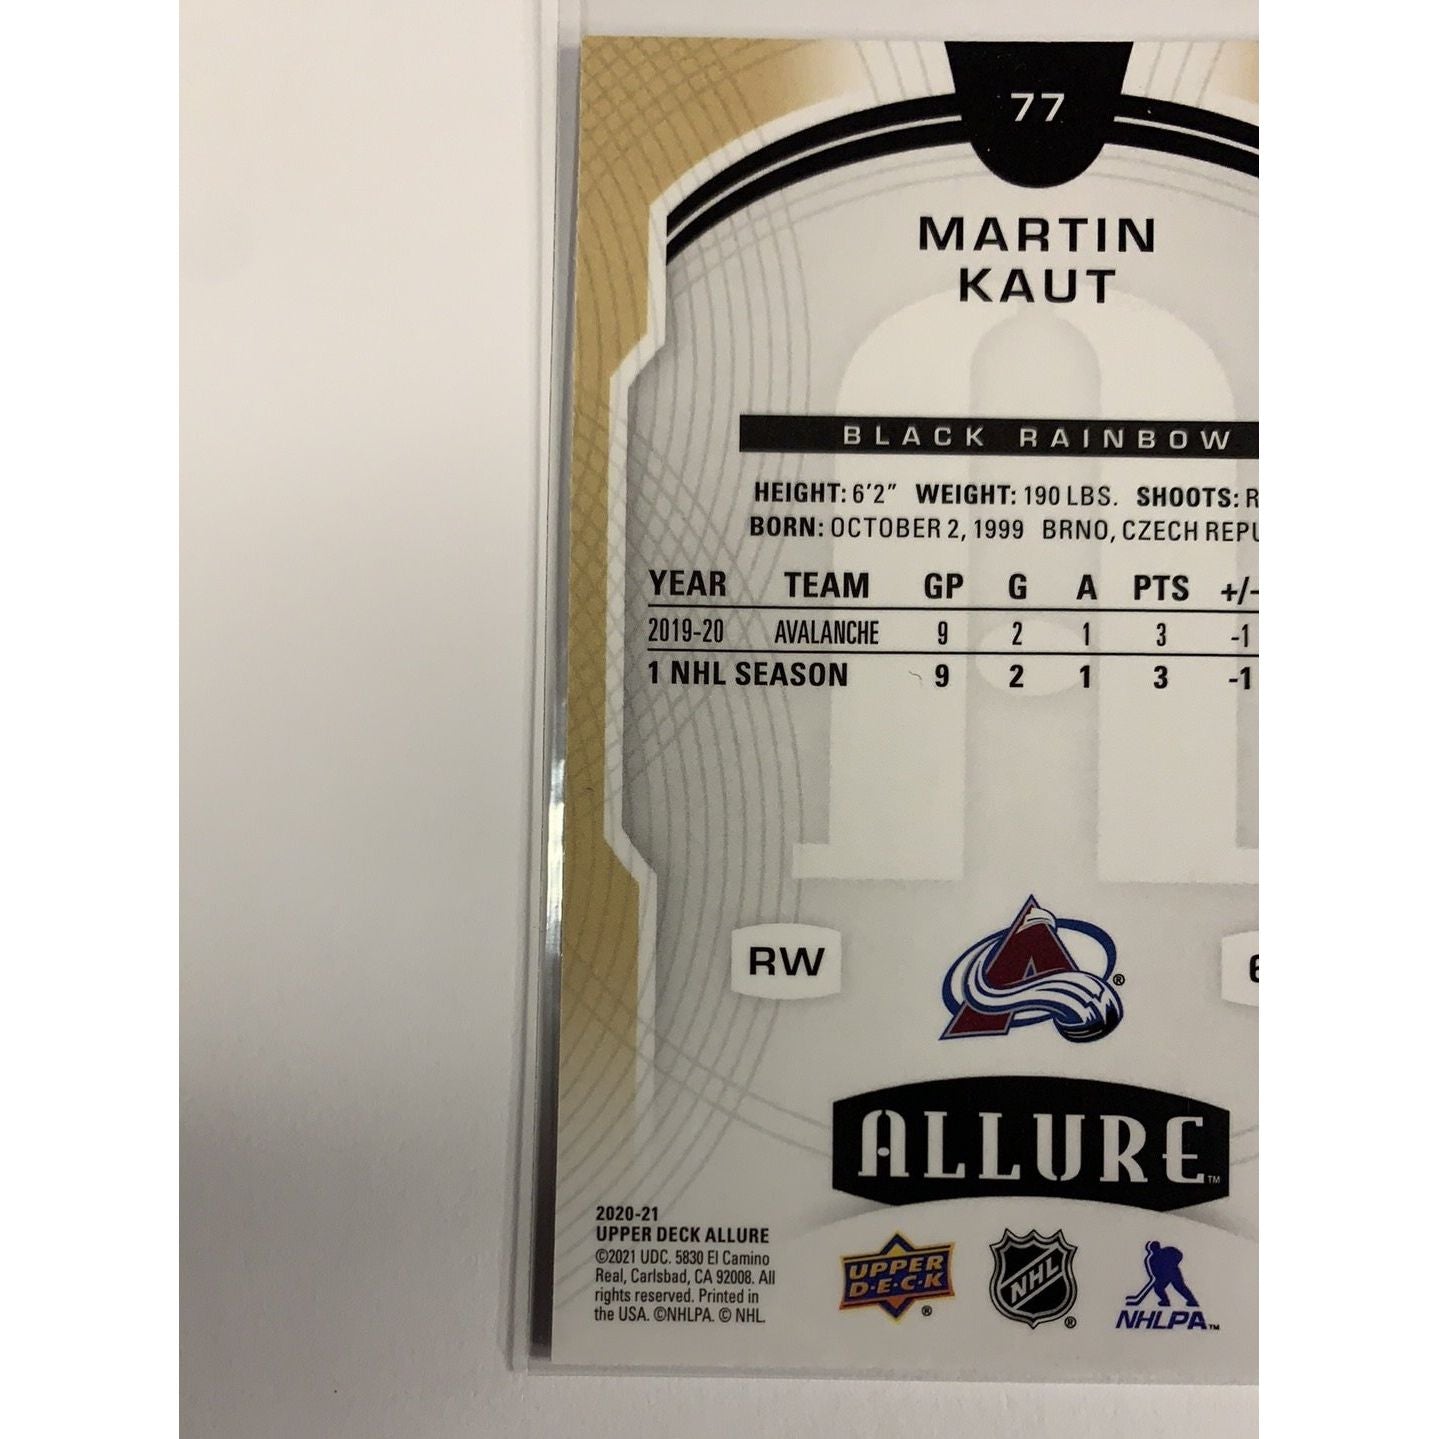 77
MARTIN
KAUT
BLACK RAINBOW
HEIGHT: 6'2" WEIGHT: 190 LBS. SHOOTS: R
BORN: OCTOBER 2, 1999 BRNO, CZECH REPU
YEAR TEAM GP G A PTS +/-
2019-20 AVALANCHE 9 2 1 3 -1
1 NHL SEASON 9 2 1 3 -1
RW 6
A ®
ALLURE™
2020-21
UPPER DECK ALLURE
©2021 UDC. 5830 El Camino
Real, Carlsbad, CA 92008. All
rights reserved. Printed in
the USA. ©NHLPA. © NHL.
UPPER
D·E·C·K ®
NHL ®
NHLPA™